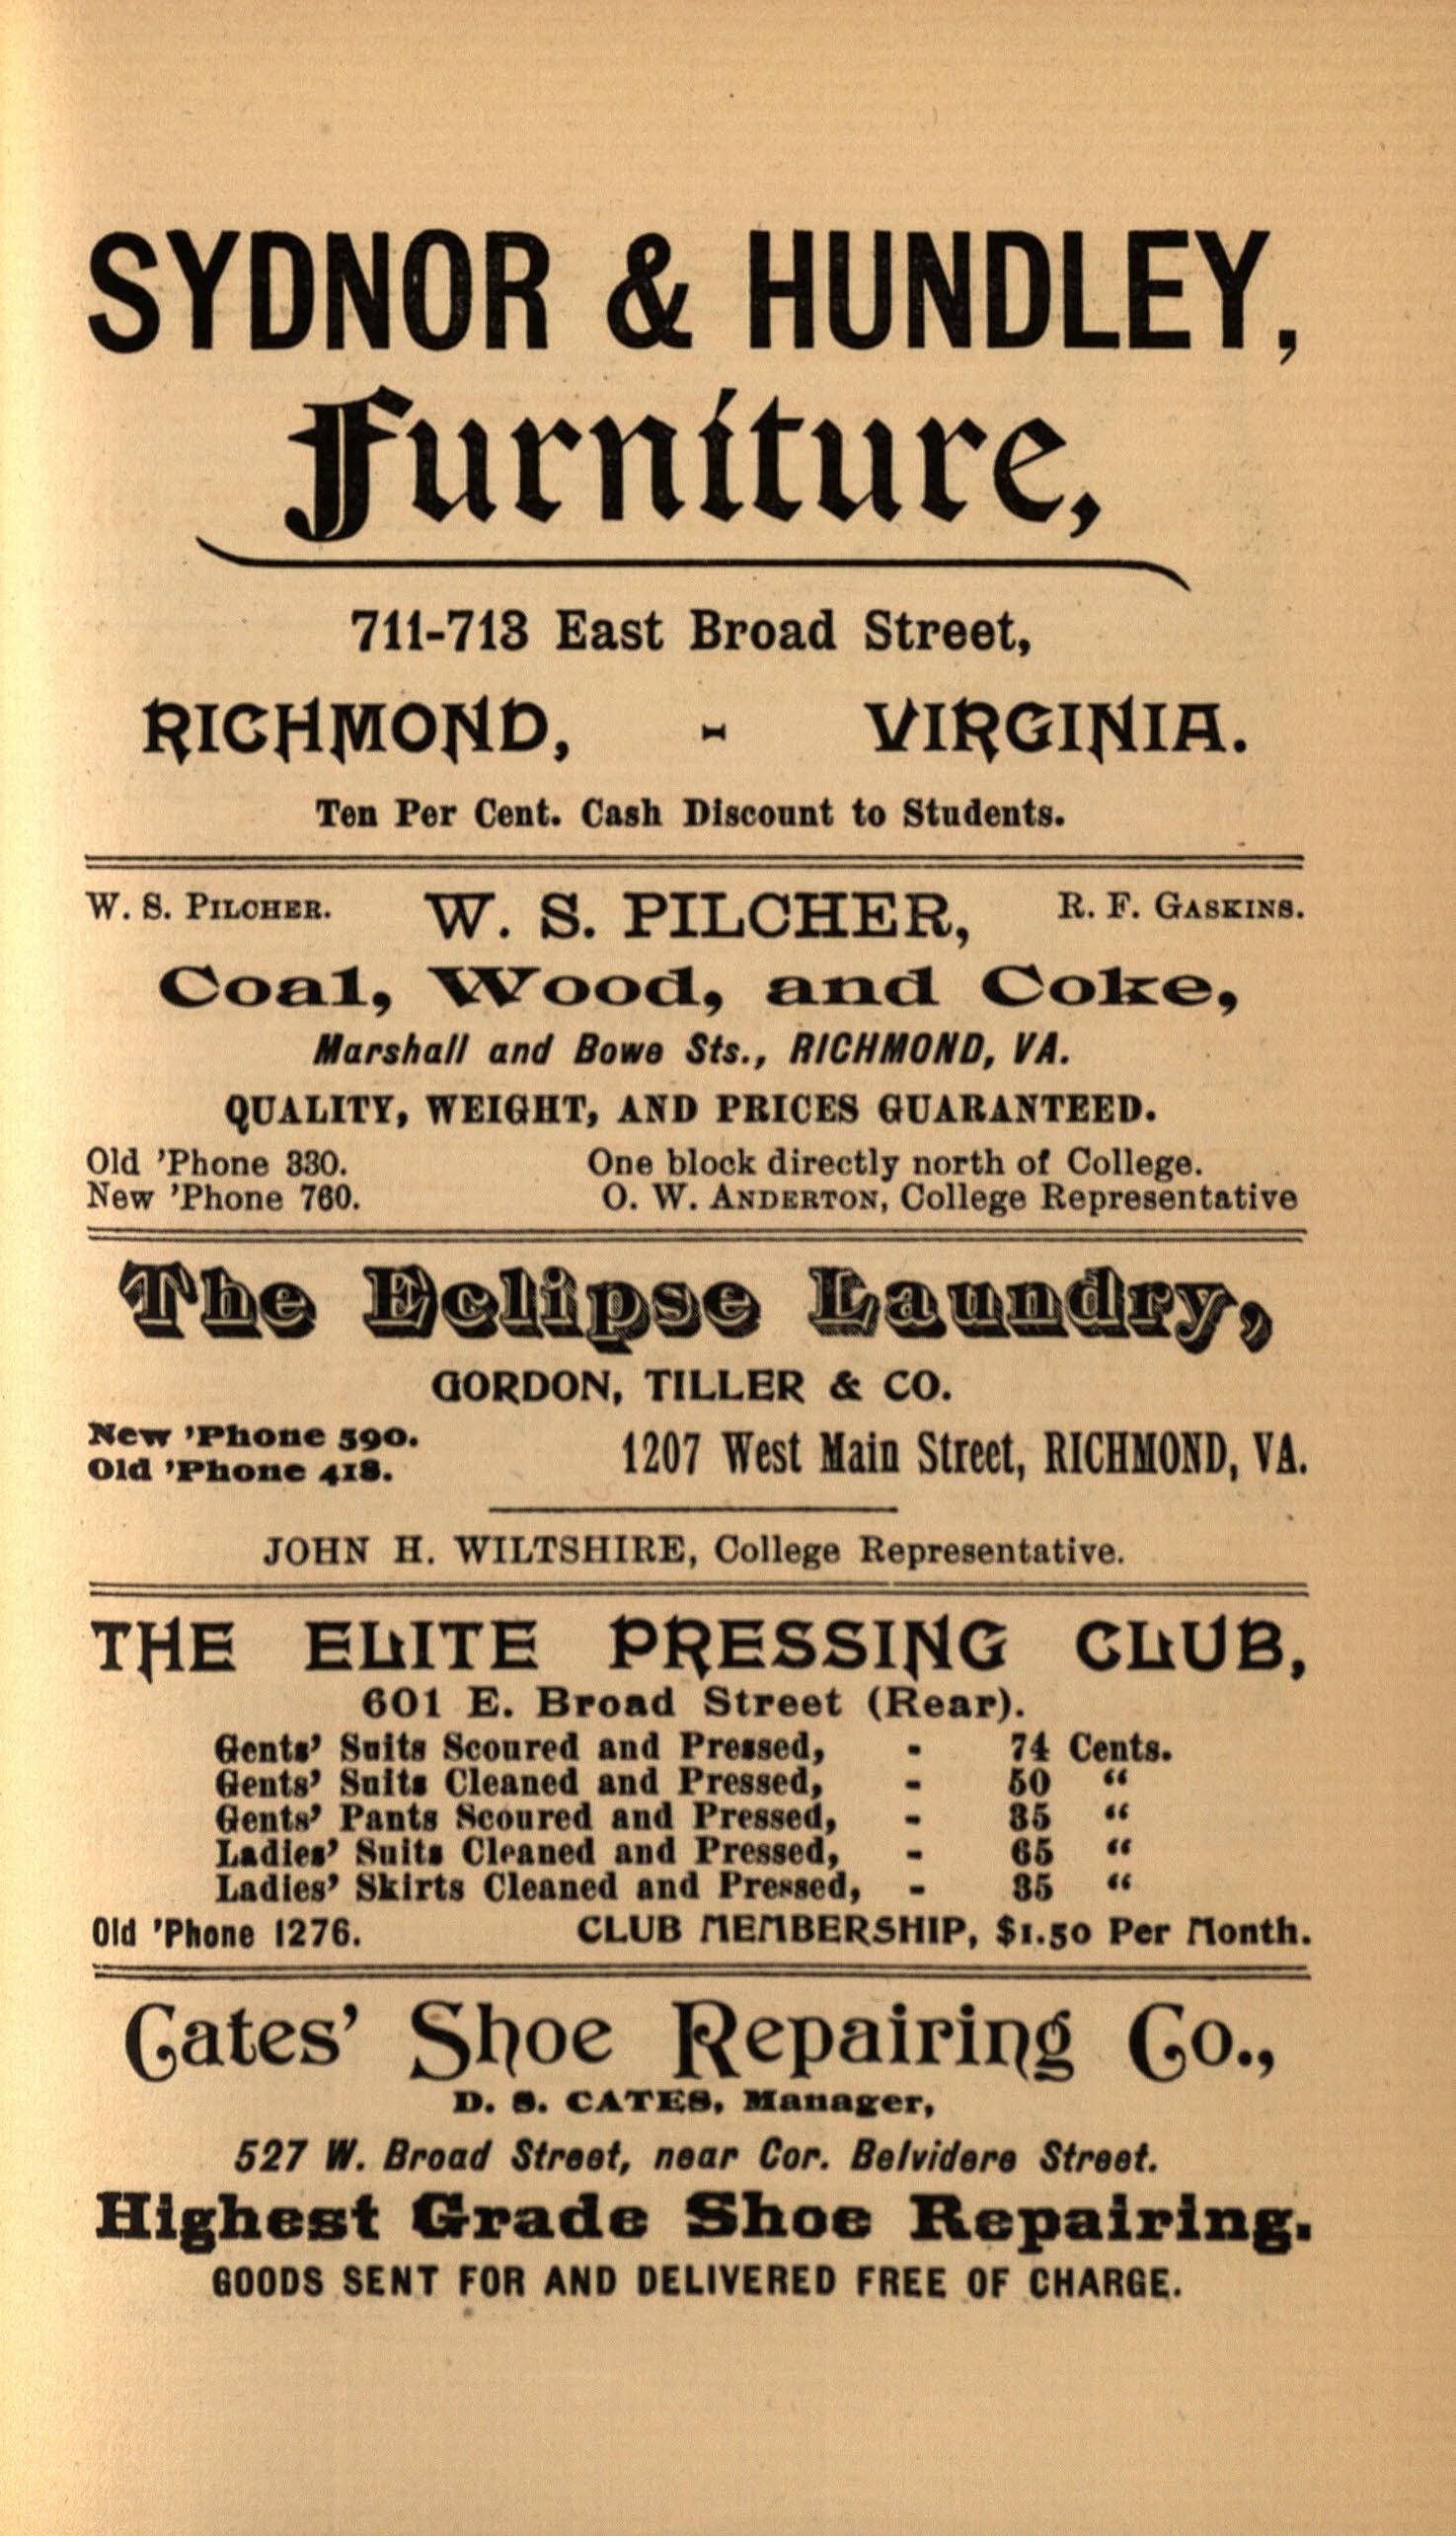 SYDNOR & HUNDLEY,
Furniture,
711-713 East Broad Street,
RICHMOND, - VIRGINIA.
Ten Per Cent. Cash Discount to Students.
W. S. PILCHER. W. S. PILCHER, R. F. GASKINS.
Coal, Wood, and Coke,
Marshall and Bowe Sts., RICHMOND, VA.
QUALITY, WEIGHT, AND PRICES GUARANTEED.
Old 'Phone 330. One block directly north of College.
New 'Phone 760. O. W. ANDERTON, College Representative
The Eclipse Laundry,
GORDON, TILLER & CO.
New 'Phone 590.
Old 'Phone 418.
1207 West Main Street, RICHMOND, VA.
JOHN H. WILTSHIRE, College Representative.
THE ELITE PRESSING CLUB,
601 E. Broad Street (Rear).
Gents' Suits Scoured and Pressed, - 74 Cents.
Gents' Suits Cleaned and Pressed, - 50 "
Gents' Pants Scoured and Pressed, - 35 "
Ladies' Suits Cleaned and Pressed, - 65 "
Ladies' Skirts Cleaned and Pressed, - 35 "
Old 'Phone 1276. CLUB MEMBERSHIP, $1.50 Per Month.
Cates' Shoe Repairing Co.,
D. S. CATES, Manager,
527 W. Broad Street, near Cor. Belvidere Street.
Highest Grade Shoe Repairing.
GOODS SENT FOR AND DELIVERED FREE OF CHARGE.